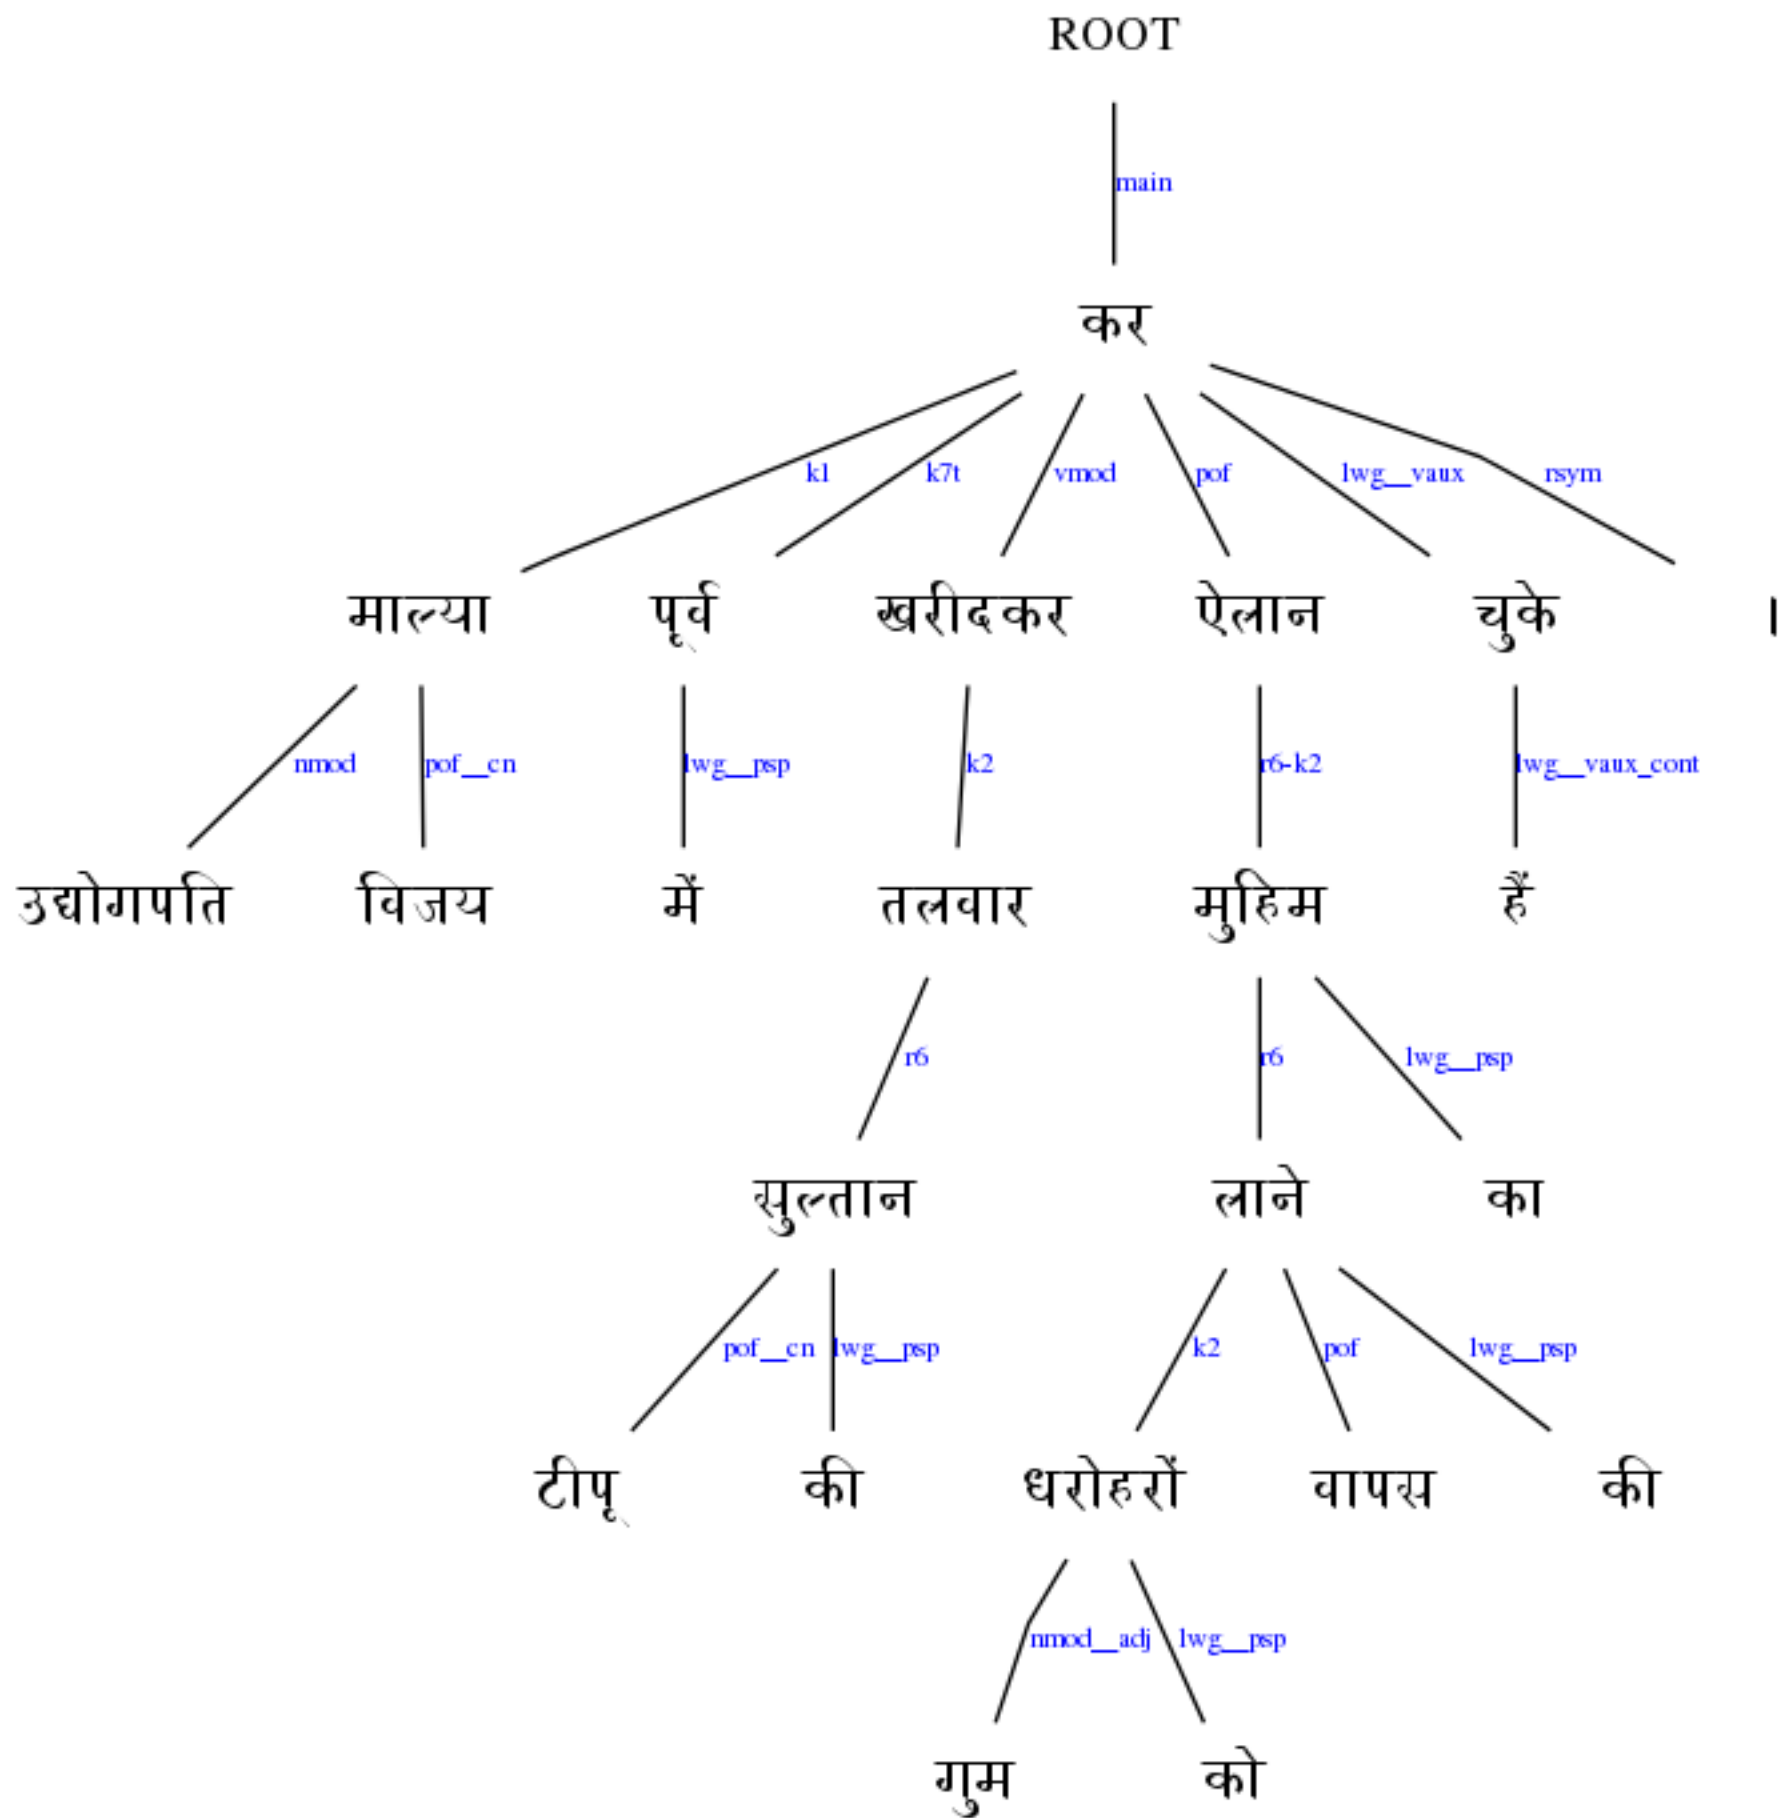 ROOT
main
कर
k1 k7t vmod pof lwg__vaux rsym
माल्या पूर्व खरीदकर ऐलान चुके ।
nmod pof__cn lwg__psp k2 r6-k2 lwg__vaux_cont
उद्योगपति विजय में तलवार मुहिम हैं
r6 r6 lwg__psp
सुल्तान लाने का
pof__cn lwg__psp k2 pof lwg__psp
टीपू की धरोहरों वापस की
nmod__adj lwg__psp
गुम को